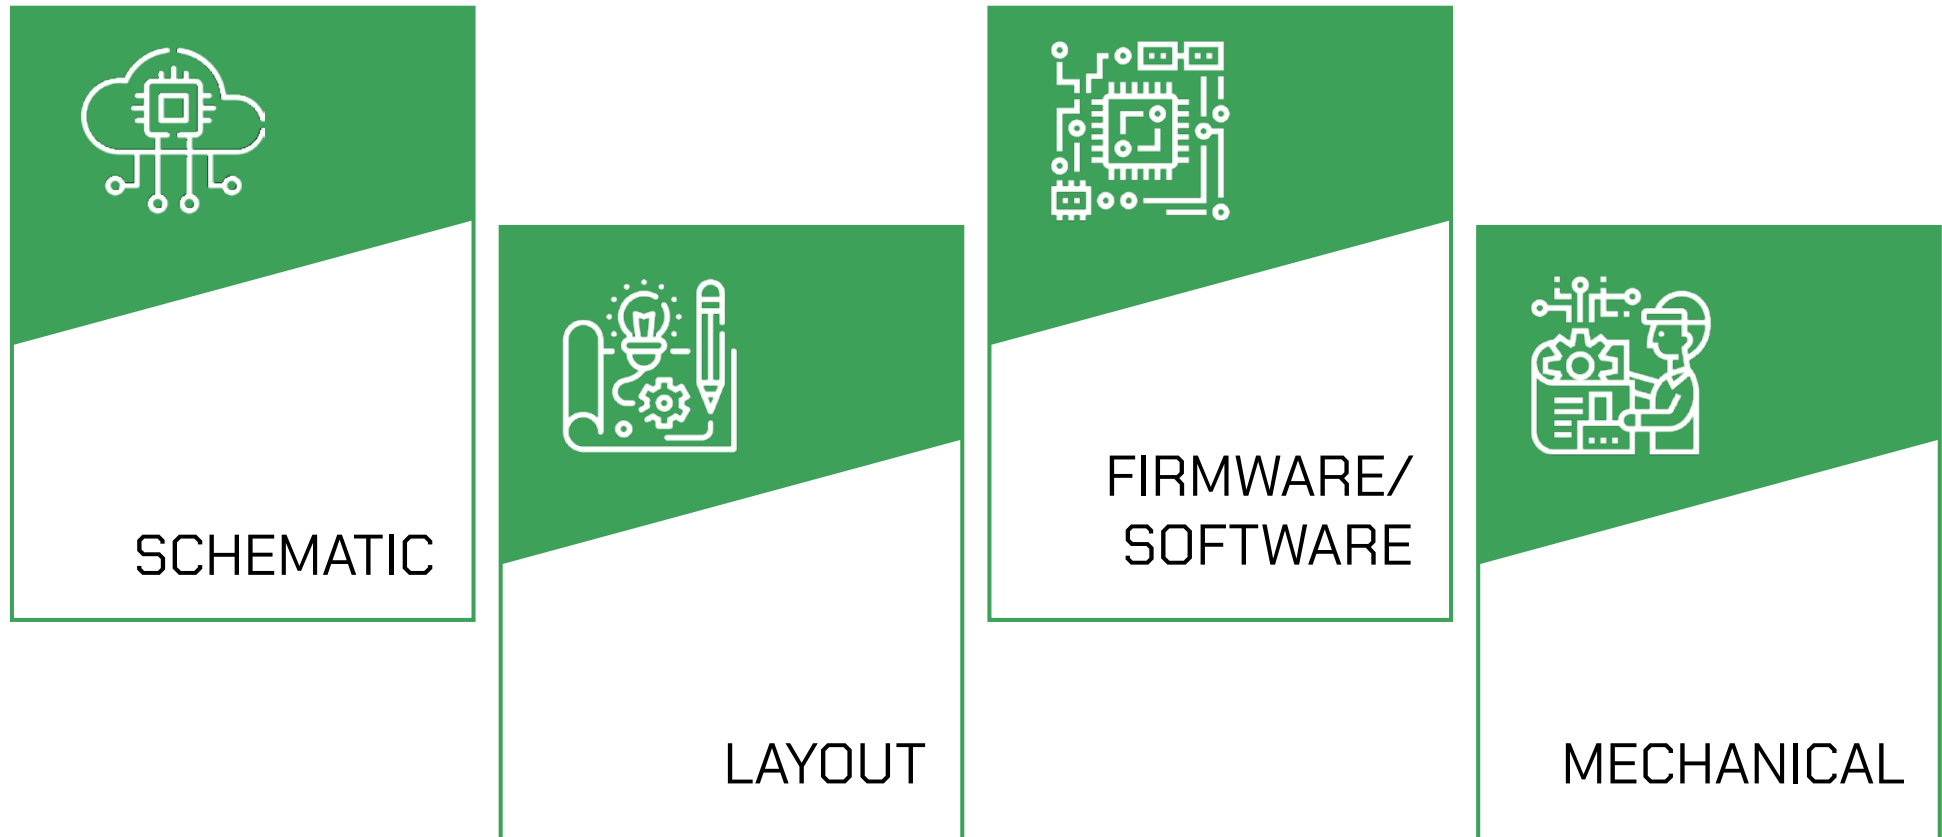 SCHEMATIC
LAYOUT
FIRMWARE/
SOFTWARE
MECHANICAL